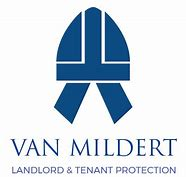 VAN MILDERT
LANDLORD & TENANT PROTECTION